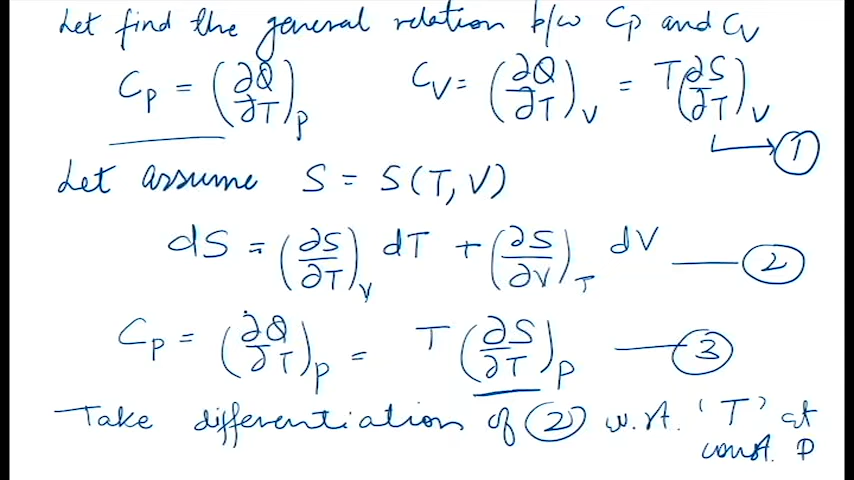 Let find the general relation b/w Cp and Cv
Cp = (∂Q/∂T)P   Cv = (∂Q/∂T)V = T(∂S/∂T)V
→ ①
Let assume S = S(T, V)
dS = (∂S/∂T)V dT + (∂S/∂V)T dV — ②
Cp = (∂Q/∂T)P = T(∂S/∂T)P — ③
Take differentiation of ② w.r.t. 'T' at
const. P